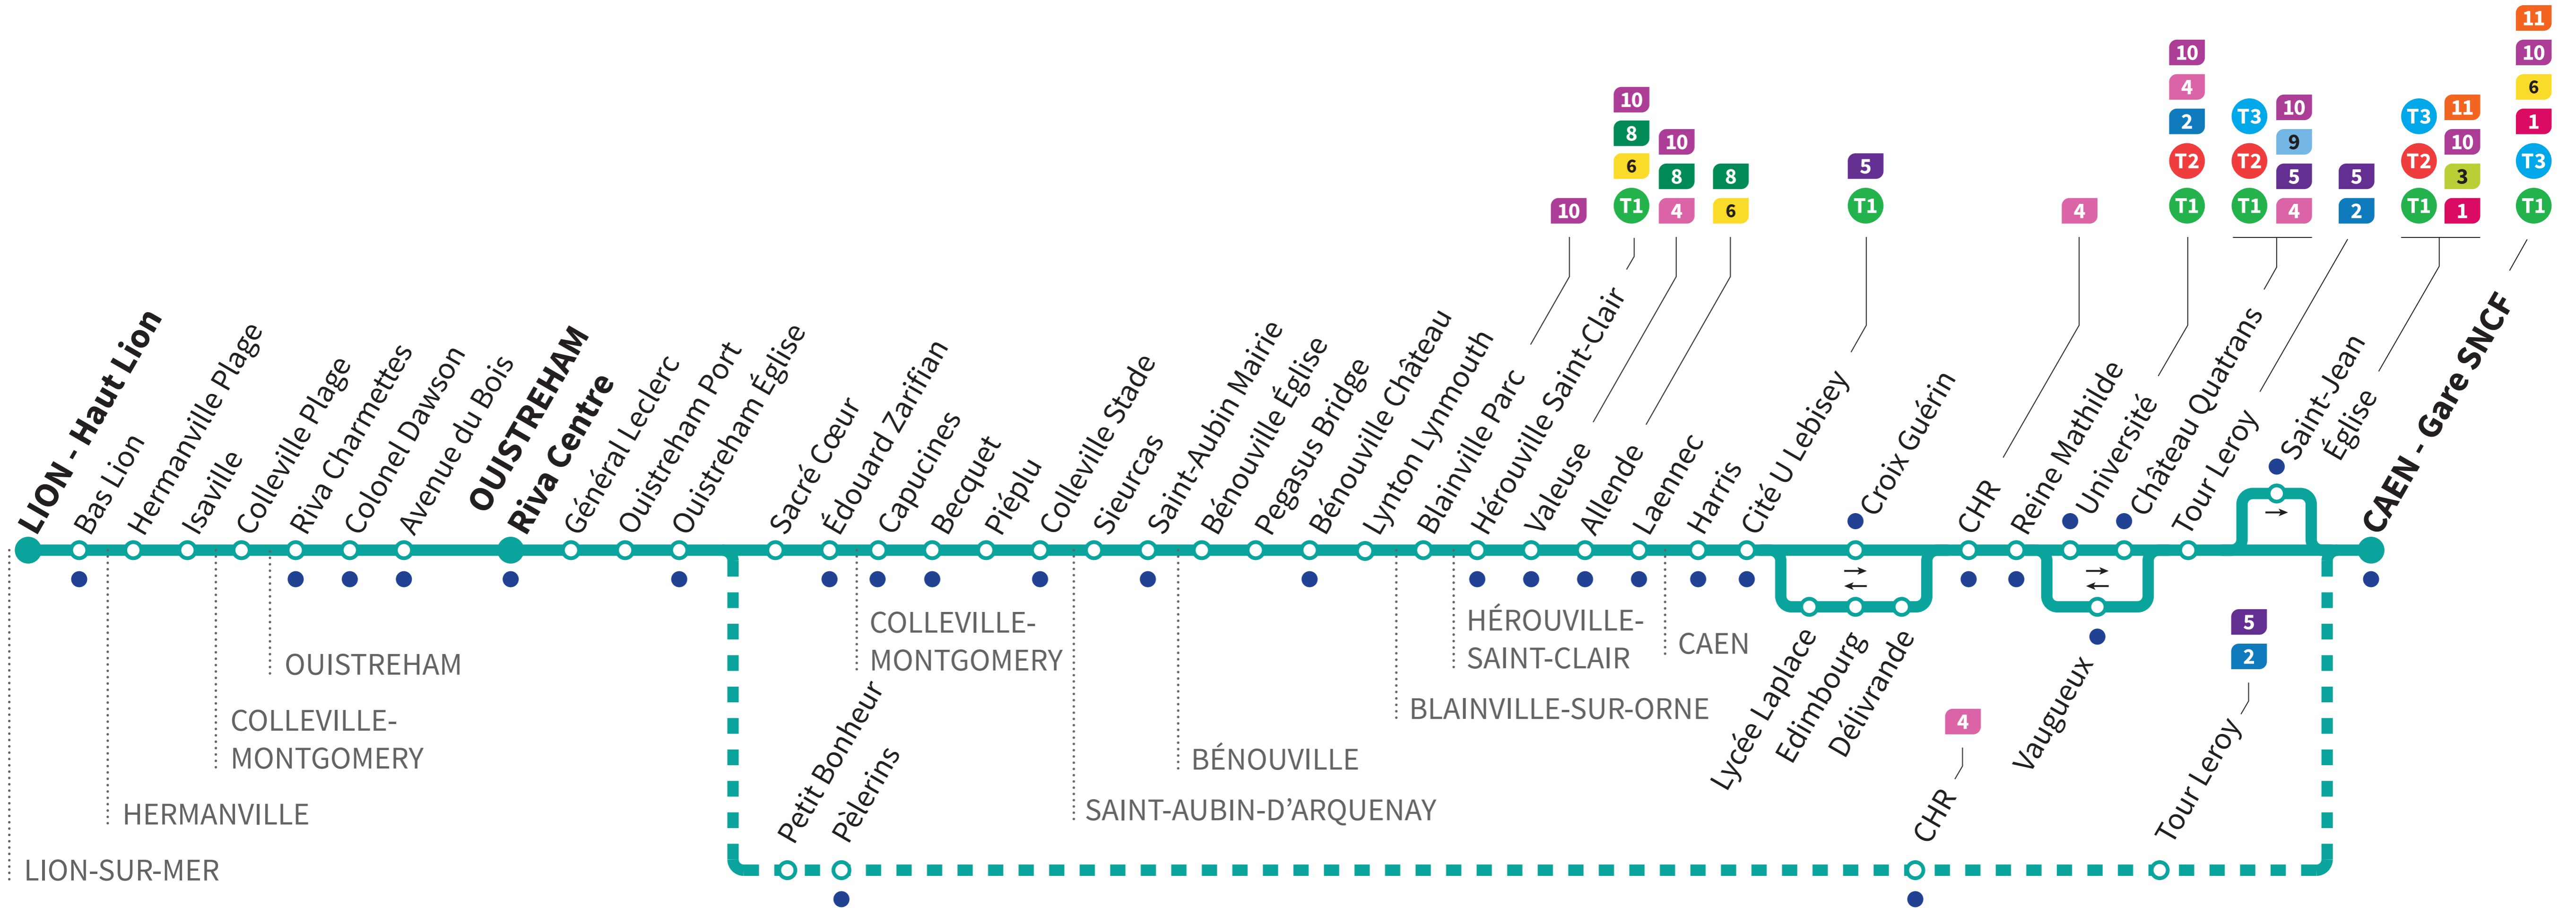 LION - Haut Lion
Bas Lion
Hermanville Plage
Isaville
Colleville Plage
Riva Charmettes
Colonel Dawson
Avenue du Bois
OUISTREHAM
Riva Centre
Général Leclerc
Ouistreham Port
Ouistreham Église
Sacré Cœur
Édouard Zarifian
Capucines
Becquet
Piéplu
Colleville Stade
Sieurcas
Saint-Aubin Mairie
Bénouville Église
Pegasus Bridge
Bénouville Château
Lynton Lynmouth
Blainville Parc
10
Hérouville Saint-Clair
10
8
6
T1
Valeuse
10
8
4
Allende
8
6
Laennec
Harris
Cité U Lebisey
5
T1
Croix Guérin
CHR
4
Reine Mathilde
Université
10
4
2
T2
T1
Château Quatrans
T3 10
T2 9
T1 5
4
Tour Leroy
5
2
Saint-Jean
Église
T3 11
T2 10
T1 3
1
CAEN - Gare SNCF
11
10
6
1
T3
T1
Lycée Laplace
Edimbourg
Délivrande
Vaugueux
LION-SUR-MER
HERMANVILLE
COLLEVILLE-
MONTGOMERY
OUISTREHAM
COLLEVILLE-
MONTGOMERY
SAINT-AUBIN-D'ARQUENAY
BÉNOUVILLE
BLAINVILLE-SUR-ORNE
HÉROUVILLE-
SAINT-CLAIR
CAEN
Petit Bonheur
Pèlerins
CHR
4
Tour Leroy
5
2